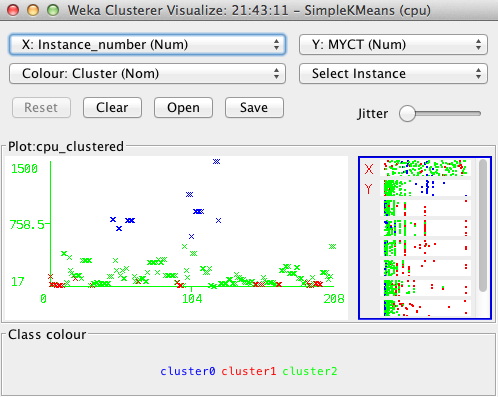 Weka Clusterer Visualize: 21:43:11 - SimpleKMeans (cpu)
X: Instance_number (Num) Y: MYCT (Num)
Colour: Cluster (Nom) Select Instance
Reset Clear Open Save Jitter
Plot:cpu_clustered
1500
758.5
17
0 104 208
X
Y
Class colour
cluster0 cluster1 cluster2